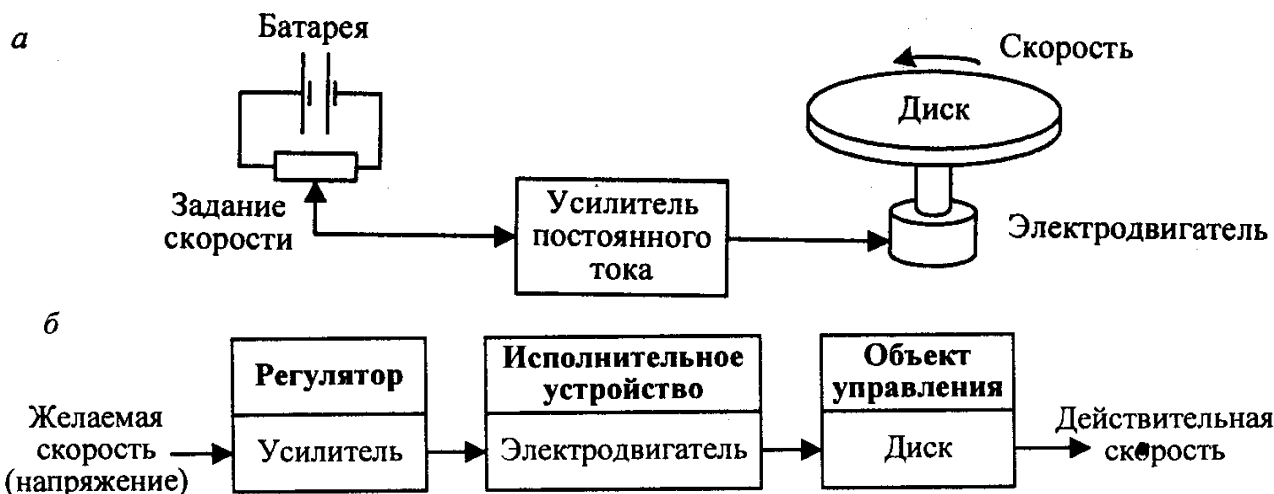 а
Батарея
Скорость
Диск
Задание
скорости
Усилитель
постоянного
тока
Электродвигатель
б
Желаемая
скорость
(напряжение)
Регулятор
Усилитель
Исполнительное
устройство
Электродвигатель
Объект
управления
Диск
Действительная
скорость